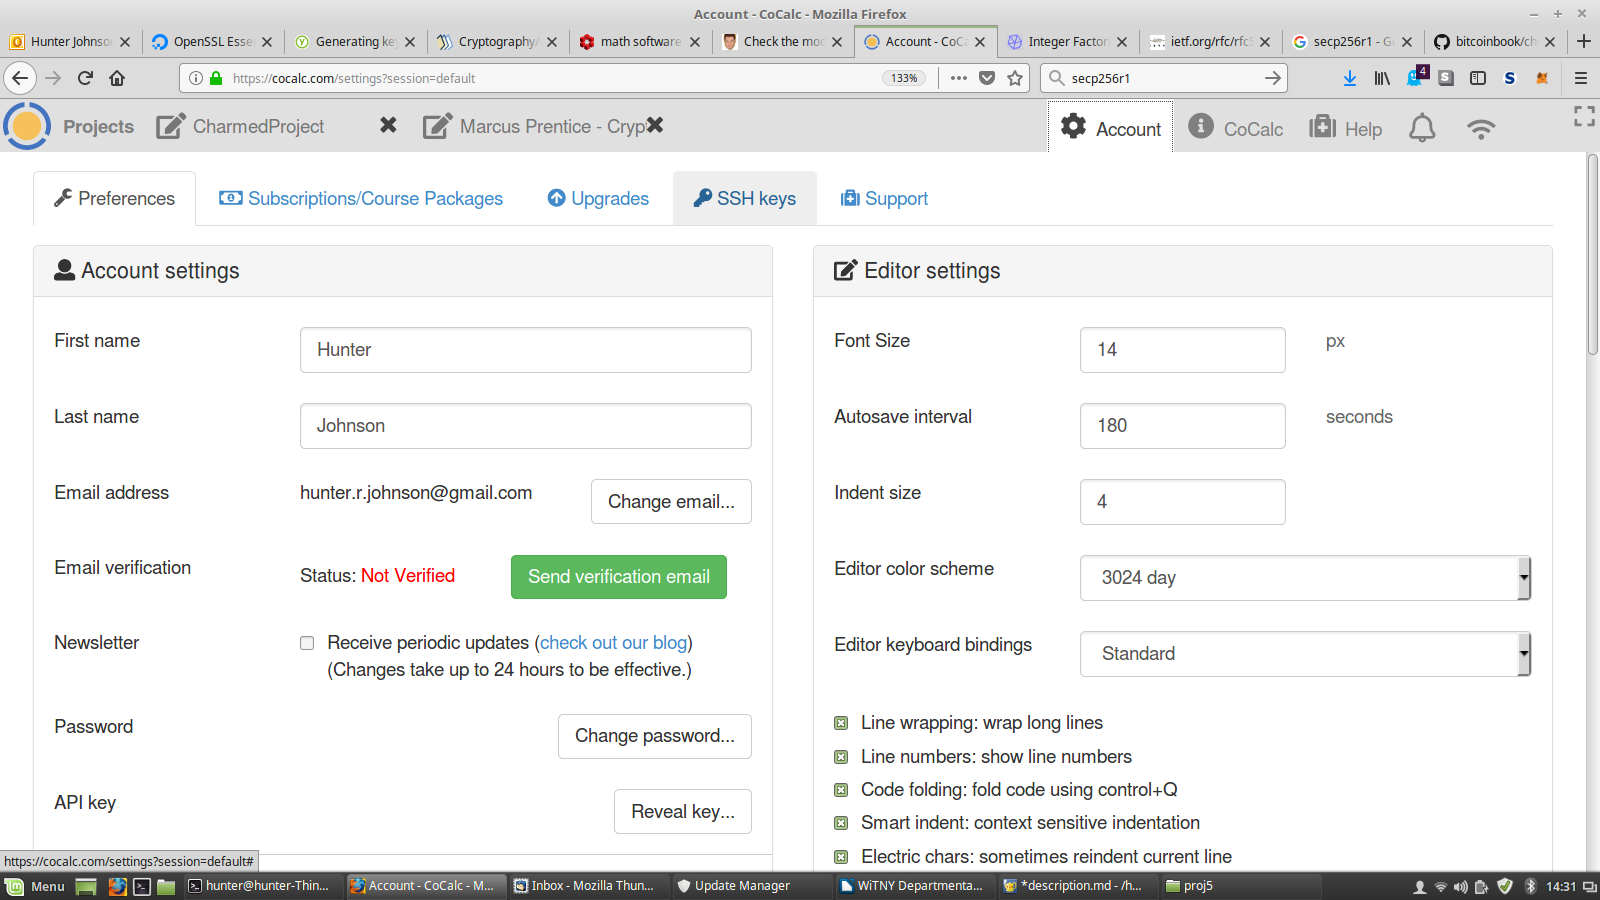 Account - CoCalc - Mozilla Firefox
Hunter Johnso
OpenSSL Esse
Generating ke
Cryptography/
math software
Check the mo
Account - CoCa
Integer Factor
ietf.org/rfc/rfc5
secp256r1 - G
bitcoinbook/ch
https://cocalc.com/settings?session=default
133%
secp256r1
4
Projects
CharmedProject
Marcus Prentice - Cryp
Account
CoCalc
Help
Preferences
Subscriptions/Course Packages
Upgrades
SSH keys
Support
Account settings
First name
Hunter
Last name
Johnson
Email address
hunter.r.johnson@gmail.com
Change email...
Email verification
Status: Not Verified
Send verification email
Newsletter
Receive periodic updates (check out our blog)
(Changes take up to 24 hours to be effective.)
Password
Change password...
API key
Reveal key...
Editor settings
Font Size
14
px
Autosave interval
180
seconds
Indent size
4
Editor color scheme
3024 day
Editor keyboard bindings
Standard
Line wrapping: wrap long lines
Line numbers: show line numbers
Code folding: fold code using control+Q
Smart indent: context sensitive indentation
Electric chars: sometimes reindent current line
https://cocalc.com/settings?session=default#
Menu
hunter@hunter-Thin...
Account - CoCalc - M...
Inbox - Mozilla Thun...
Update Manager
WiTNY Departmenta...
*description.md - /h...
proj5
14:31